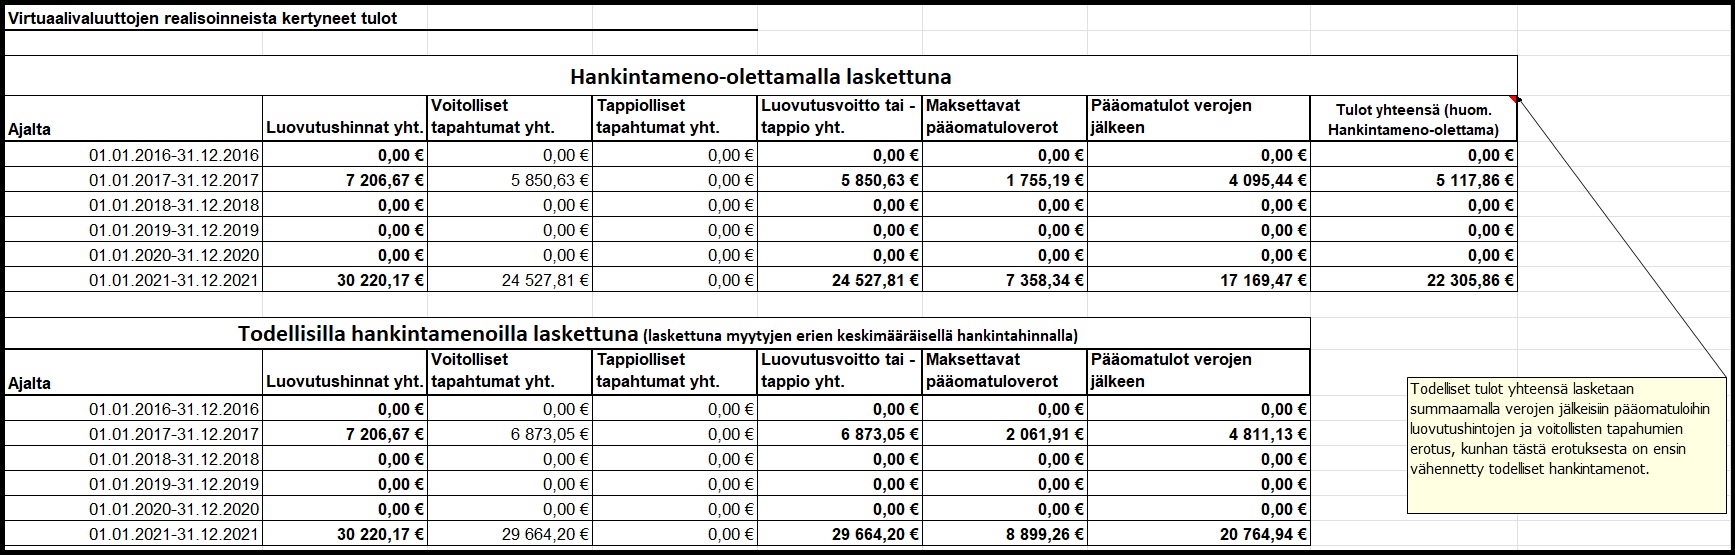 Virtuaalivaluuttojen realisoinneista kertyneet tulot
Hankintameno-olettamalla laskettuna
Ajalta Luovutushinnat yht. Voitolliset tapahtumat yht. Tappiolliset tapahtumat yht. Luovutusvoitto tai -tappio yht. Maksettavat pääomatuloverot Pääomatulot verojen jälkeen Tulot yhteensä (huom. Hankintameno-olettama)
01.01.2016-31.12.2016 0,00 € 0,00 € 0,00 € 0,00 € 0,00 € 0,00 € 0,00 €
01.01.2017-31.12.2017 7 206,67 € 5 850,63 € 0,00 € 5 850,63 € 1 755,19 € 4 095,44 € 5 117,86 €
01.01.2018-31.12.2018 0,00 € 0,00 € 0,00 € 0,00 € 0,00 € 0,00 € 0,00 €
01.01.2019-31.12.2019 0,00 € 0,00 € 0,00 € 0,00 € 0,00 € 0,00 € 0,00 €
01.01.2020-31.12.2020 0,00 € 0,00 € 0,00 € 0,00 € 0,00 € 0,00 € 0,00 €
01.01.2021-31.12.2021 30 220,17 € 24 527,81 € 0,00 € 24 527,81 € 7 358,34 € 17 169,47 € 22 305,86 €
Todellisilla hankintamenoilla laskettuna (laskettuna myytyjen erien keskimääräisellä hankintahinnalla)
Ajalta Luovutushinnat yht. Voitolliset tapahtumat yht. Tappiolliset tapahtumat yht. Luovutusvoitto tai -tappio yht. Maksettavat pääomatuloverot Pääomatulot verojen jälkeen
01.01.2016-31.12.2016 0,00 € 0,00 € 0,00 € 0,00 € 0,00 € 0,00 €
01.01.2017-31.12.2017 7 206,67 € 6 873,05 € 0,00 € 6 873,05 € 2 061,91 € 4 811,13 €
01.01.2018-31.12.2018 0,00 € 0,00 € 0,00 € 0,00 € 0,00 € 0,00 €
01.01.2019-31.12.2019 0,00 € 0,00 € 0,00 € 0,00 € 0,00 € 0,00 €
01.01.2020-31.12.2020 0,00 € 0,00 € 0,00 € 0,00 € 0,00 € 0,00 €
01.01.2021-31.12.2021 30 220,17 € 29 664,20 € 0,00 € 29 664,20 € 8 899,26 € 20 764,94 €
Todelliset tulot yhteensä lasketaan
summaamalla verojen jälkeisiin pääomatuloihin
luovutushintojen ja voitollisten tapahumien
erotus, kunhan tästä erotuksesta on ensin
vähennetty todelliset hankintamenot.